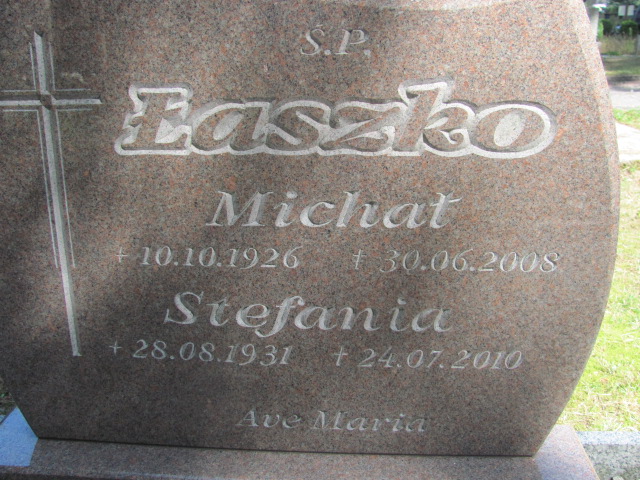 Ś.P.
Łaszko
Michał
+ 10.10.1926 ✝ 30.06.2008
Stefania
+ 28.08.1931 ✝ 24.07.2010
Ave Maria